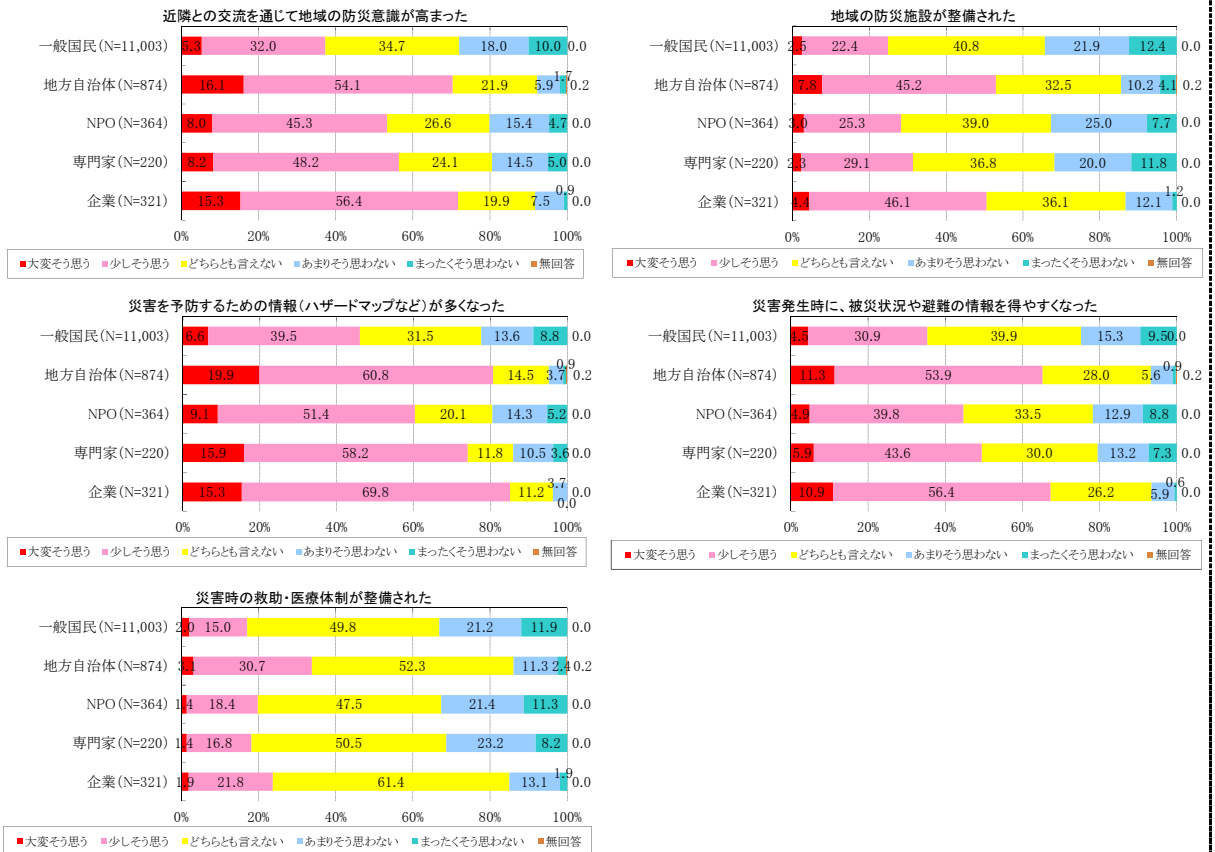 近隣との交流を通じて地域の防災意識が高まった
一般国民(N=11,003) 5.3 32.0 34.7 18.0 10.0 0.0
地方自治体(N=874) 16.1 54.1 21.9 5.9 1.7 0.2
NPO(N=364) 8.0 45.3 26.6 15.4 4.7 0.0
専門家(N=220) 8.2 48.2 24.1 14.5 5.0 0.0
企業(N=321) 15.3 56.4 19.9 7.5 0.9 0.0
0% 20% 40% 60% 80% 100%
大変そう思う 少しそう思う どちらとも言えない あまりそう思わない まったくそう思わない 無回答
地域の防災施設が整備された
一般国民(N=11,003) 2.5 22.4 40.8 21.9 12.4 0.0
地方自治体(N=874) 7.8 45.2 32.5 10.2 4.1 0.2
NPO(N=364) 3.0 25.3 39.0 25.0 7.7 0.0
専門家(N=220) 2.3 29.1 36.8 20.0 11.8 0.0
企業(N=321) 4.4 46.1 36.1 12.1 1.2 0.0
0% 20% 40% 60% 80% 100%
大変そう思う 少しそう思う どちらとも言えない あまりそう思わない まったくそう思わない 無回答
災害を予防するための情報(ハザードマップなど)が多くなった
一般国民(N=11,003) 6.6 39.5 31.5 13.6 8.8 0.0
地方自治体(N=874) 19.9 60.8 14.5 3.7 0.9 0.2
NPO(N=364) 9.1 51.4 20.1 14.3 5.2 0.0
専門家(N=220) 15.9 58.2 11.8 10.5 3.6 0.0
企業(N=321) 15.3 69.8 11.2 3.7 0.0 0.0
0% 20% 40% 60% 80% 100%
大変そう思う 少しそう思う どちらとも言えない あまりそう思わない まったくそう思わない 無回答
災害発生時に、被災状況や避難の情報を得やすくなった
一般国民(N=11,003) 4.5 30.9 39.9 15.3 9.5 0.0
地方自治体(N=874) 11.3 53.9 28.0 5.6 0.9 0.2
NPO(N=364) 4.9 39.8 33.5 12.9 8.8 0.0
専門家(N=220) 5.9 43.6 30.0 13.2 7.3 0.0
企業(N=321) 10.9 56.4 26.2 5.9 0.6 0.0
0% 20% 40% 60% 80% 100%
大変そう思う 少しそう思う どちらとも言えない あまりそう思わない まったくそう思わない 無回答
災害時の救助・医療体制が整備された
一般国民(N=11,003) 2.0 15.0 49.8 21.2 11.9 0.0
地方自治体(N=874) 3.1 30.7 52.3 11.3 2.4 0.2
NPO(N=364) 1.4 18.4 47.5 21.4 11.3 0.0
専門家(N=220) 1.4 16.8 50.5 23.2 8.2 0.0
企業(N=321) 1.9 21.8 61.4 13.1 1.9 0.0
0% 20% 40% 60% 80% 100%
大変そう思う 少しそう思う どちらとも言えない あまりそう思わない まったくそう思わない 無回答